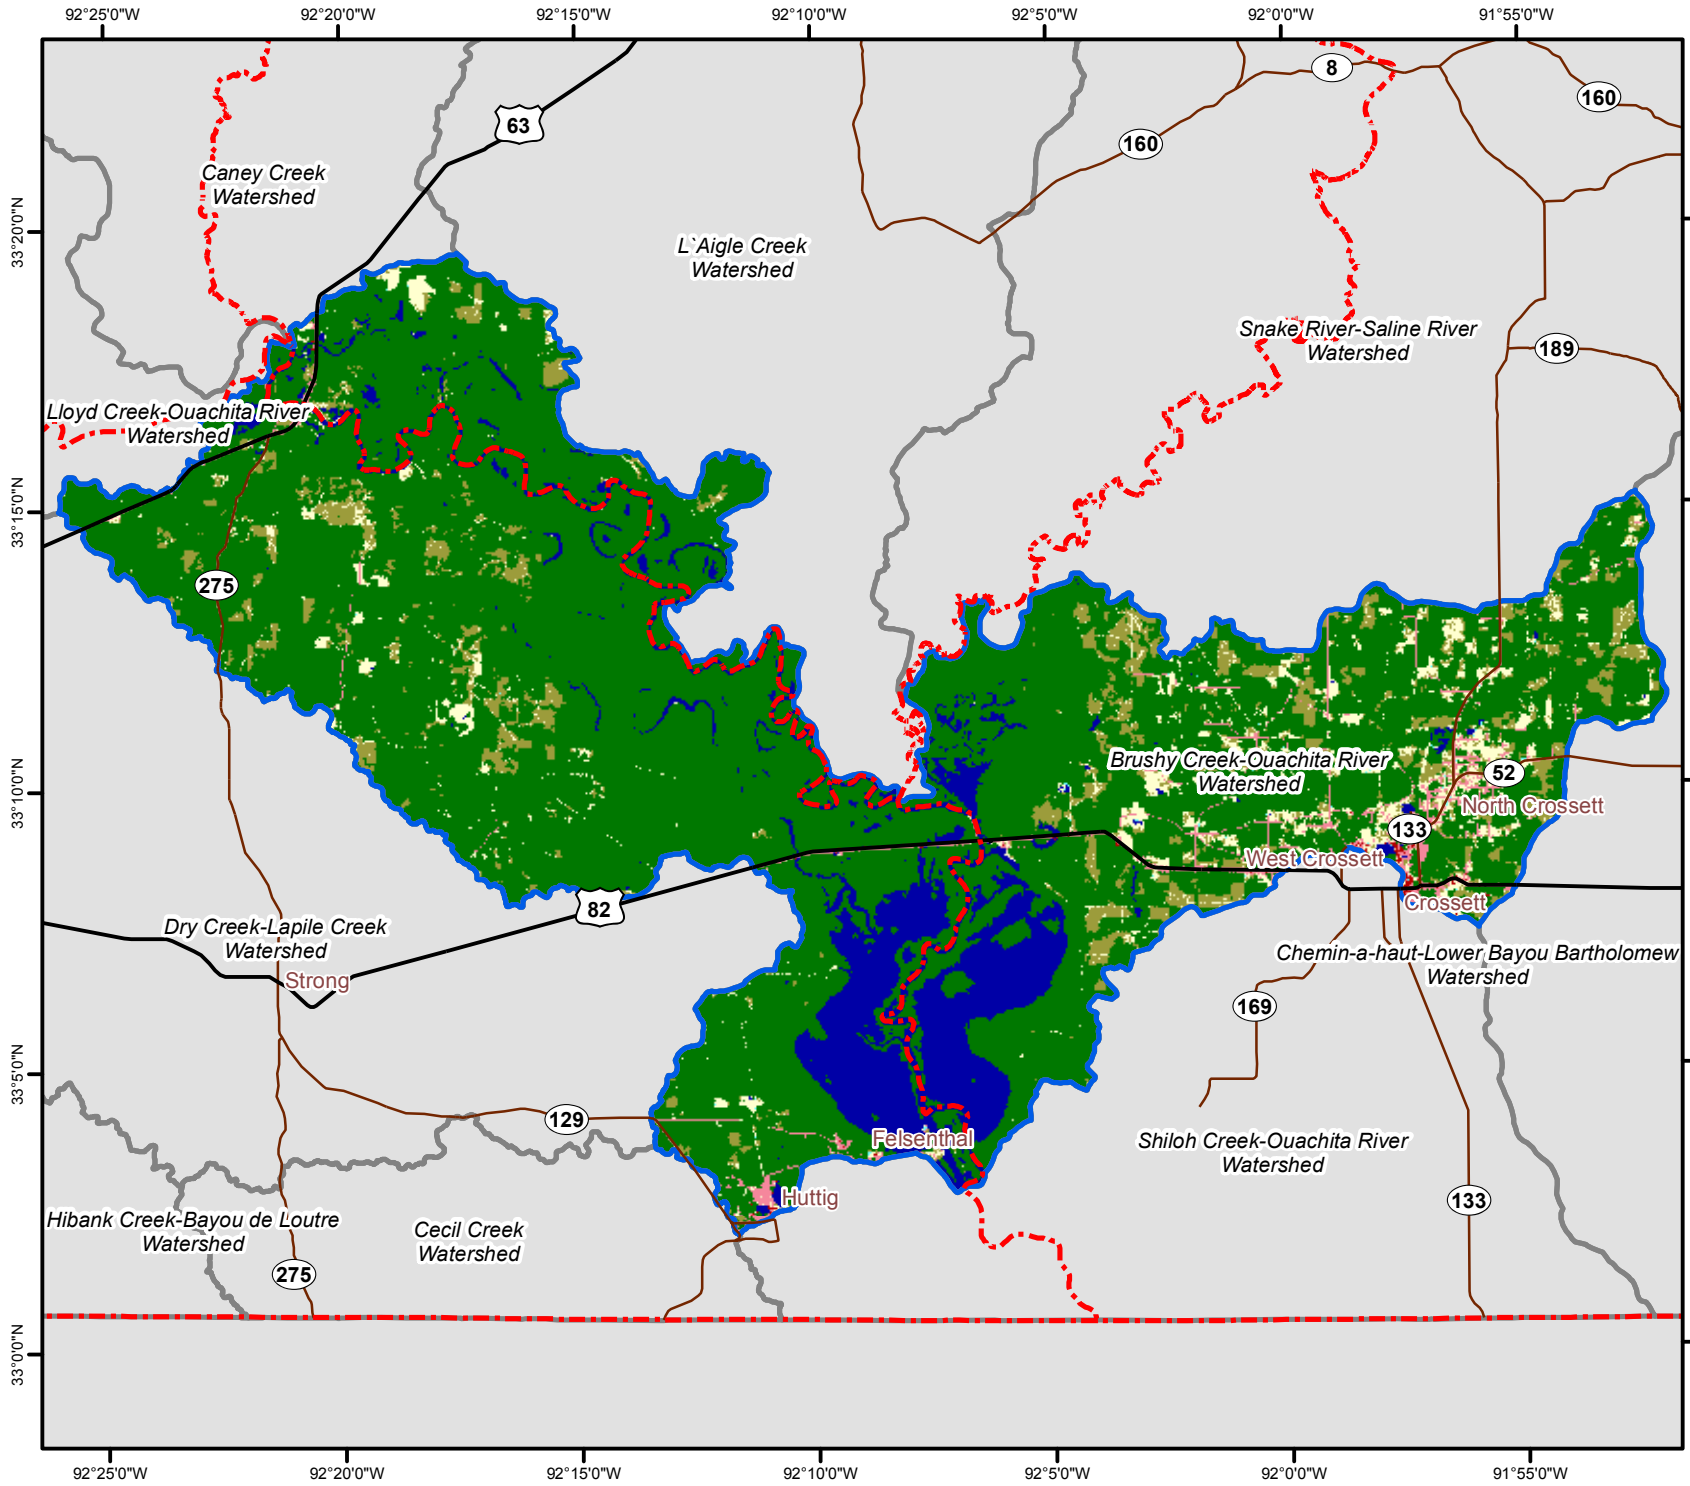 92°25'0"W
92°20'0"W
92°15'0"W
92°10'0"W
92°5'0"W
92°0'0"W
91°55'0"W
8
160
63
160
Caney Creek
Watershed
33°20'0"N
L`Aigle Creek
Watershed
Snake River-Saline River
Watershed
189
Lloyd Creek-Ouachita River
Watershed
33°15'0"N
275
Brushy Creek-Ouachita River
Watershed
52
33°10'0"N
North Crossett
133
West Crossett
Crossett
82
Dry Creek-Lapile Creek
Watershed
Strong
Chemin-a-haut-Lower Bayou Bartholomew
Watershed
169
33°5'0"N
129
Felsenthal
Shiloh Creek-Ouachita River
Watershed
Huttig
133
Hibank Creek-Bayou de Loutre
Watershed
Cecil Creek
Watershed
275
33°0'0"N
92°25'0"W
92°20'0"W
92°15'0"W
92°10'0"W
92°5'0"W
92°0'0"W
91°55'0"W